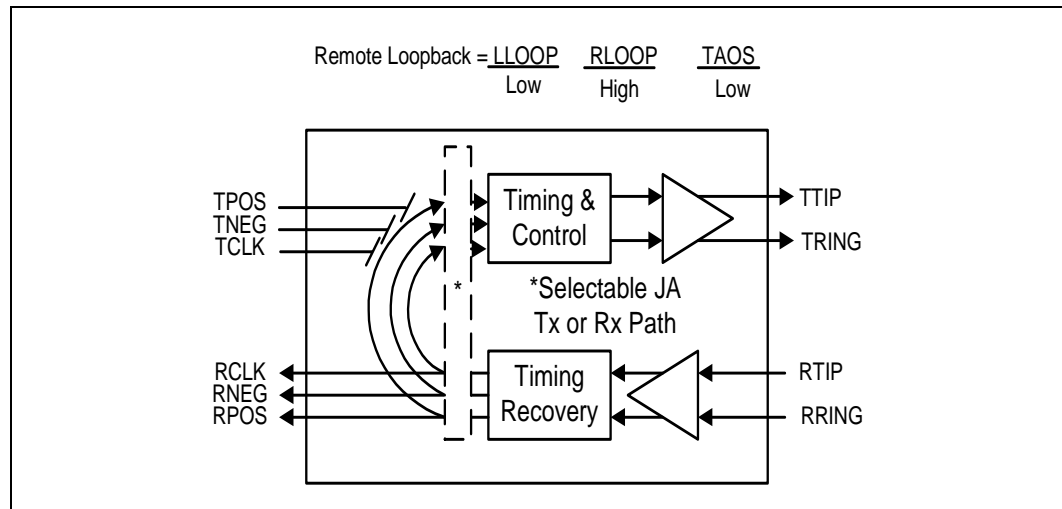 Remote Loopback = LLOOP RLOOP TAOS
Low High Low
TPOS
TNEG
TCLK
Timing &
Control
TTIP
TRING
*
*Selectable JA
Tx or Rx Path
RCLK
RNEG
RPOS
Timing
Recovery
RTIP
RRING